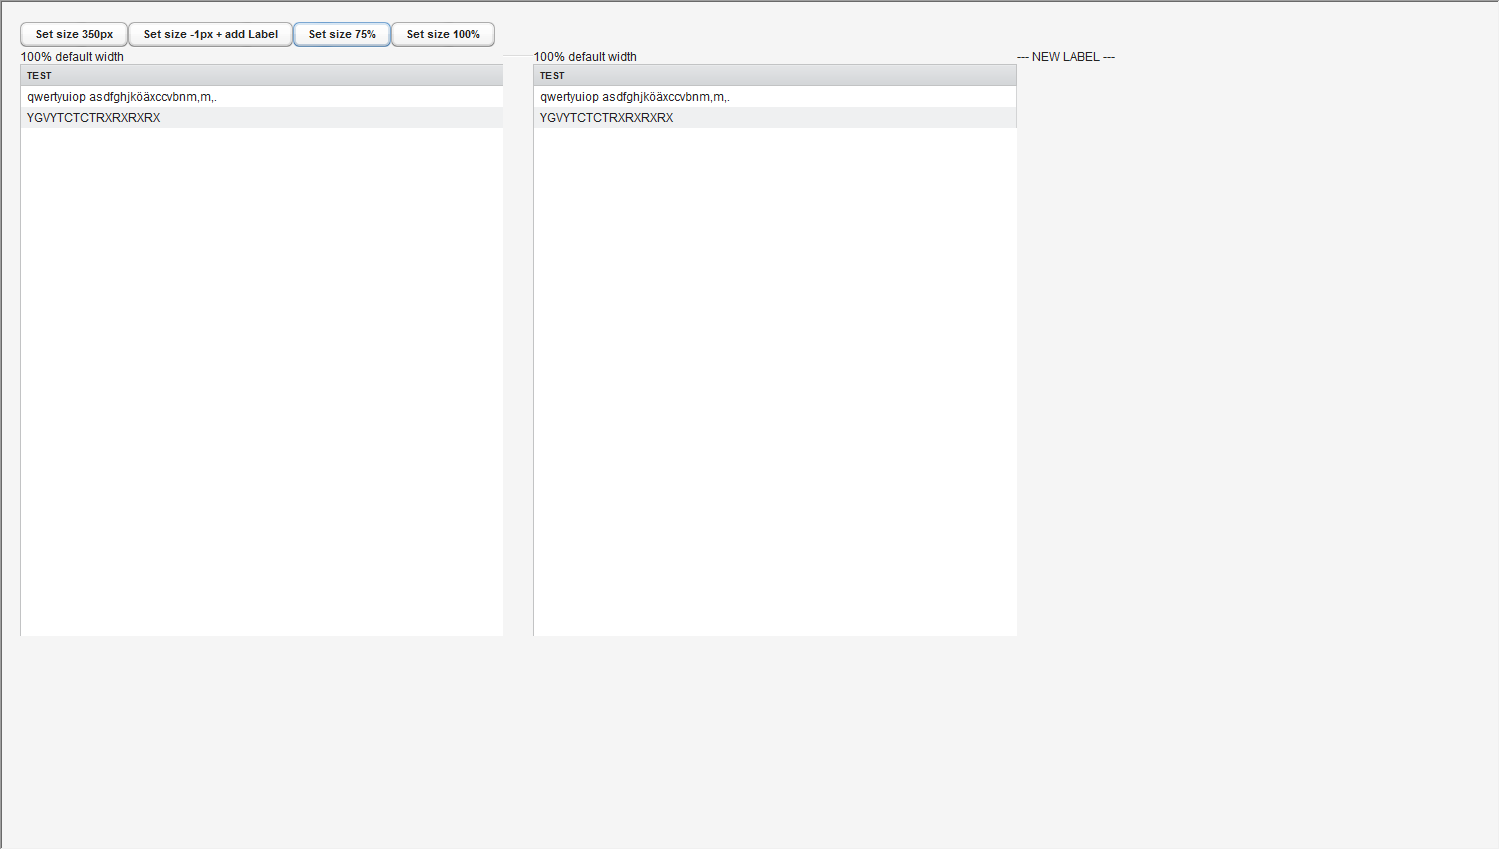 Set size 350px Set size -1px + add Label Set size 75% Set size 100%
100% default width 100% default width --- NEW LABEL ---
TEST TEST
qwertyuiop asdfghjköäxccvbnm,m,. qwertyuiop asdfghjköäxccvbnm,m,.
YGVYTCTCTRXRXRXRX YGVYTCTCTRXRXRXRX